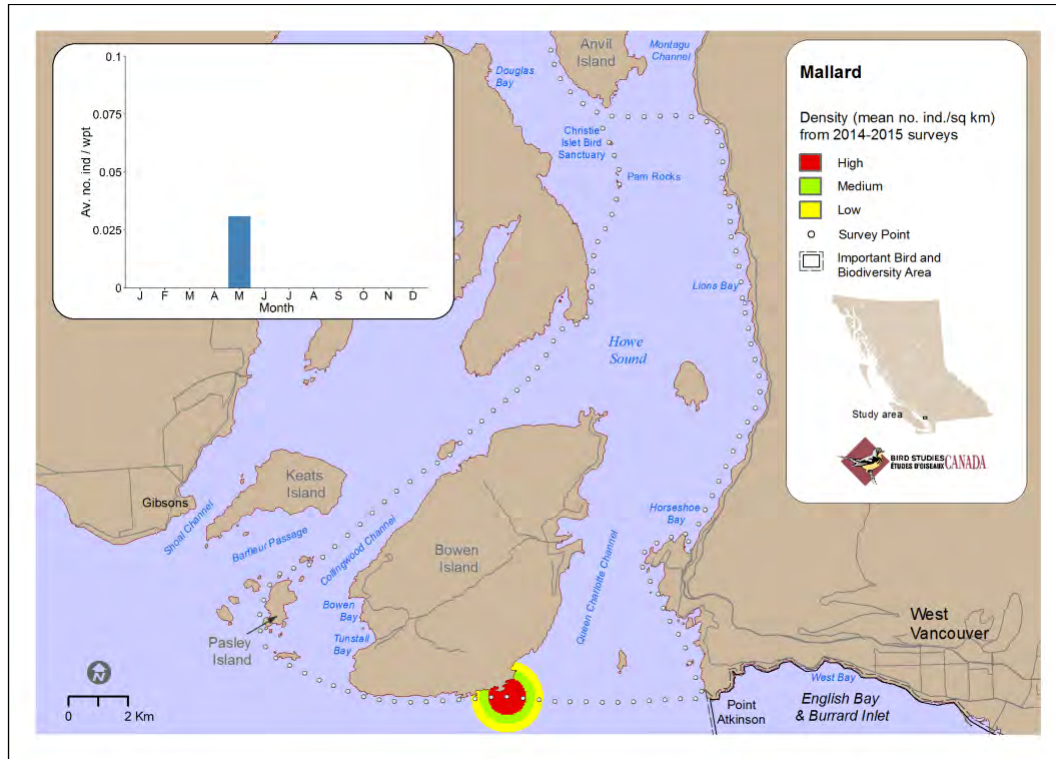 0.1
0.075
0.05
0.025
0
Av. no. ind / wpt
J F M A M J J A S O N D
Month
Mallard
Density (mean no. ind./sq km)
from 2014-2015 surveys
High
Medium
Low
Survey Point
Important Bird and
Biodiversity Area
Study area
BIRD STUDIES
ÉTUDES D'OISEAUX CANADA
Anvil
Island
Montagu
Channel
Douglas
Bay
Christie
Islet Bird
Sanctuary
Pam Rocks
Lions Bay
Howe
Sound
Keats
Island
Gibsons
Shoal Channel
Barfleur Passage
Collingwood Channel
Horseshoe
Bay
Bowen
Island
Queen Charlotte Channel
Bowen
Bay
Tunstall
Bay
Pasley
Island
West
Vancouver
West Bay
English Bay
& Burrard Inlet
Point
Atkinson
N
0 2 Km